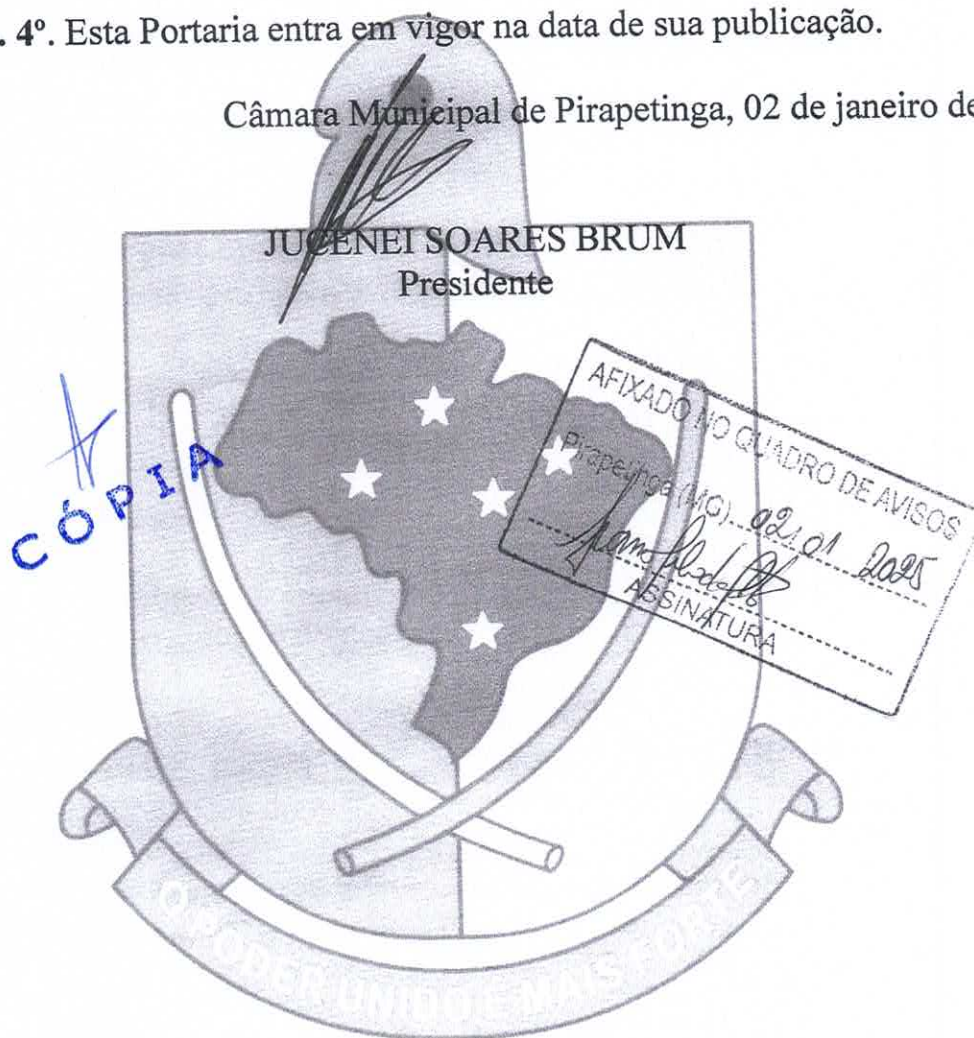 . 4º. Esta Portaria entra em vigor na data de sua publicação.
Câmara Municipal de Pirapetinga, 02 de janeiro de
JUCENEI SOARES BRUM
Presidente
CÓPIA
AFIXADO NO QUADRO DE AVISOS
Pirapetinga (MG) 02,01 2025
ASSINATURA
O PODER UNIDO É MAIS FORTE